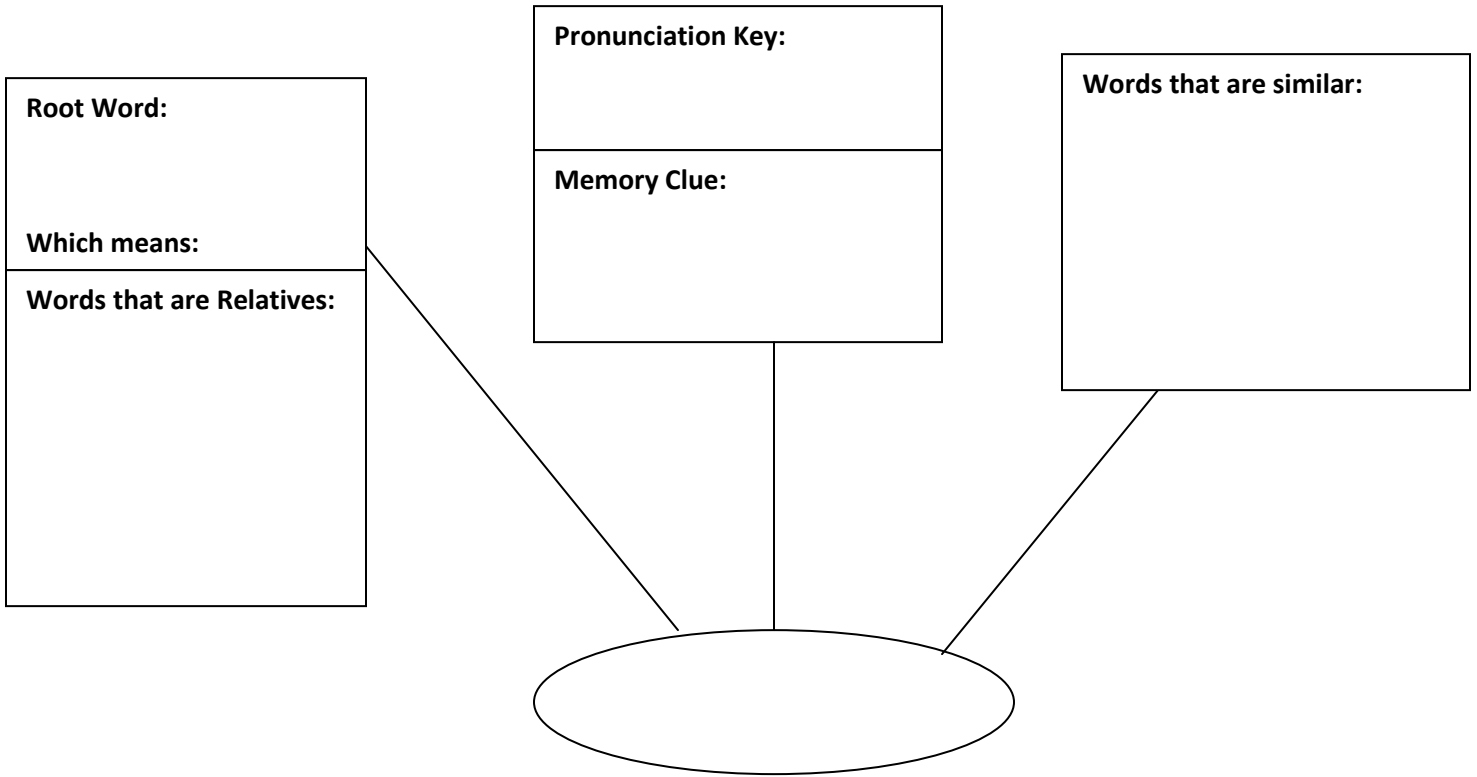 Root Word:
Which means:
Words that are Relatives:
Pronunciation Key:
Memory Clue:
Words that are similar: